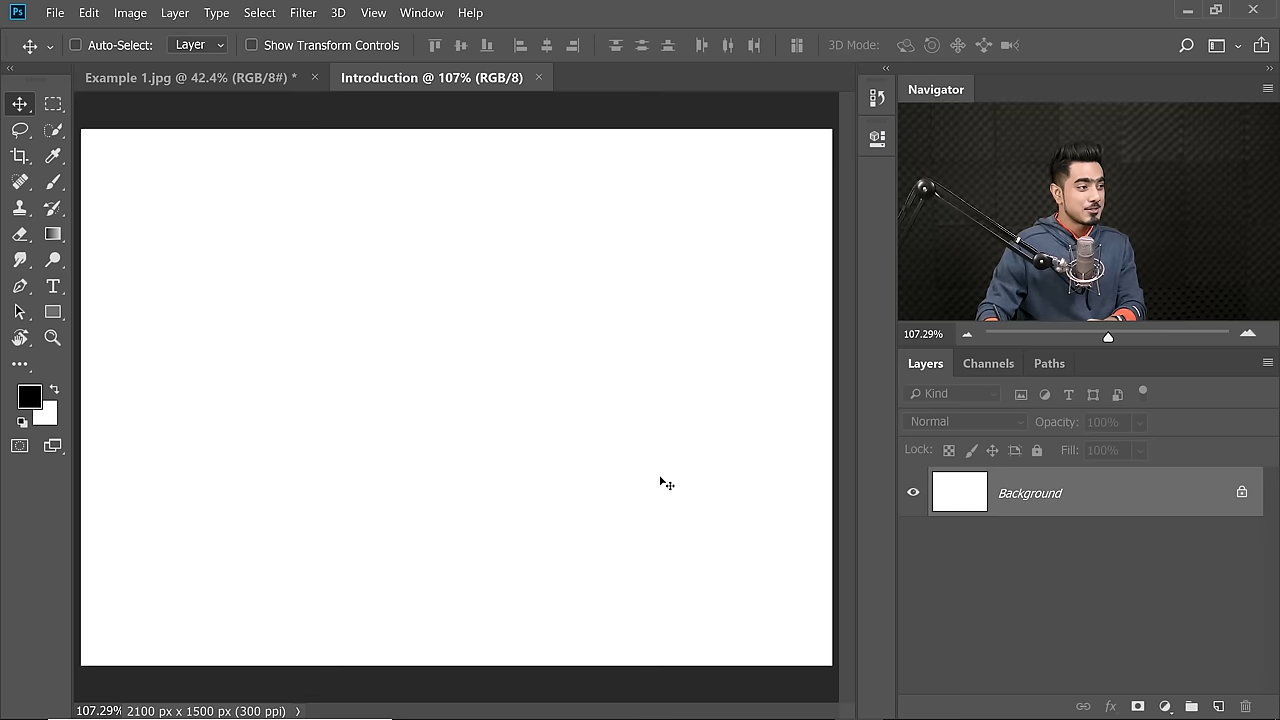 Ps File Edit Image Layer Type Select Filter 3D View Window Help
Auto-Select: Layer Show Transform Controls 3D Mode:
Example 1.jpg @ 42.4% (RGB/8#) * × Introduction @ 107% (RGB/8) ×
Navigator
107.29%
Layers Channels Paths
Kind
Normal Opacity: 100%
Lock: Fill: 100%
Background
107.29% 2100 px x 1500 px (300 ppi)